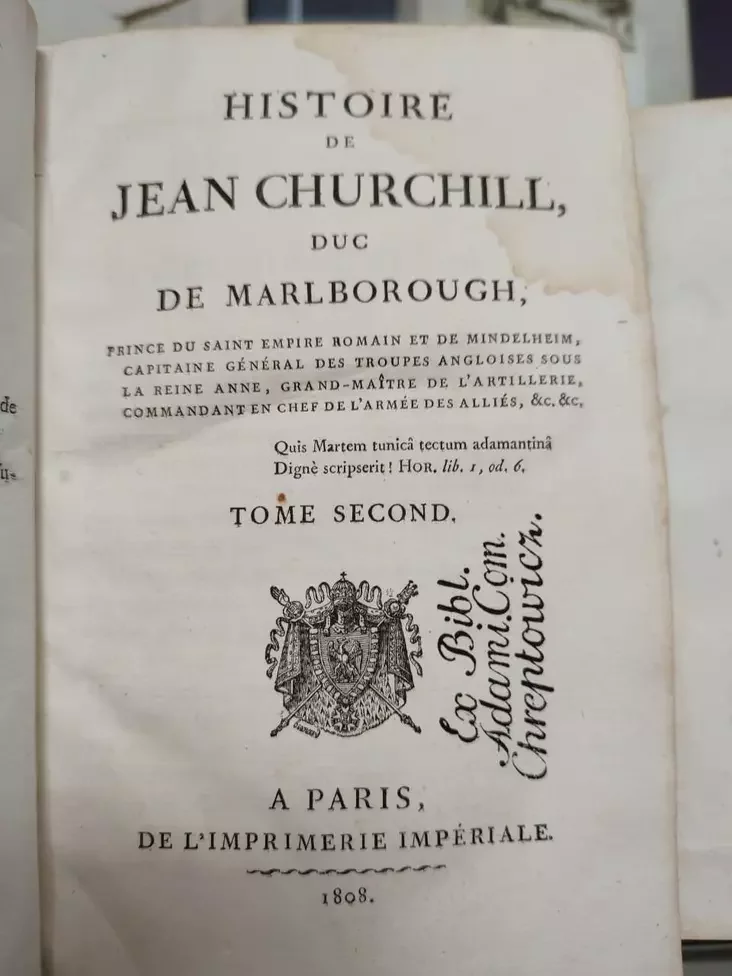 HISTOIRE
DE
JEAN CHURCHILL,
DUC
DE MARLBOROUGH,
PRINCE DU SAINT EMPIRE ROMAIN ET DE MINDELHEIM,
CAPITAINE GÉNÉRAL DES TROUPES ANGLOISES SOUS
LA REINE ANNE, GRAND-MAÎTRE DE L'ARTILLERIE,
COMMANDANT EN CHEF DE L'ARMÉE DES ALLIÉS, &c. &c.
Quis Martem tunicâ tectum adamantinâ
Dignè scripserit! HOR. lib. 1, od. 6.
TOME SECOND.
Ex Bibl.
Adami.Com.
Chreptowicz.
A PARIS,
DE L'IMPRIMERIE IMPÉRIALE.
1808.
de